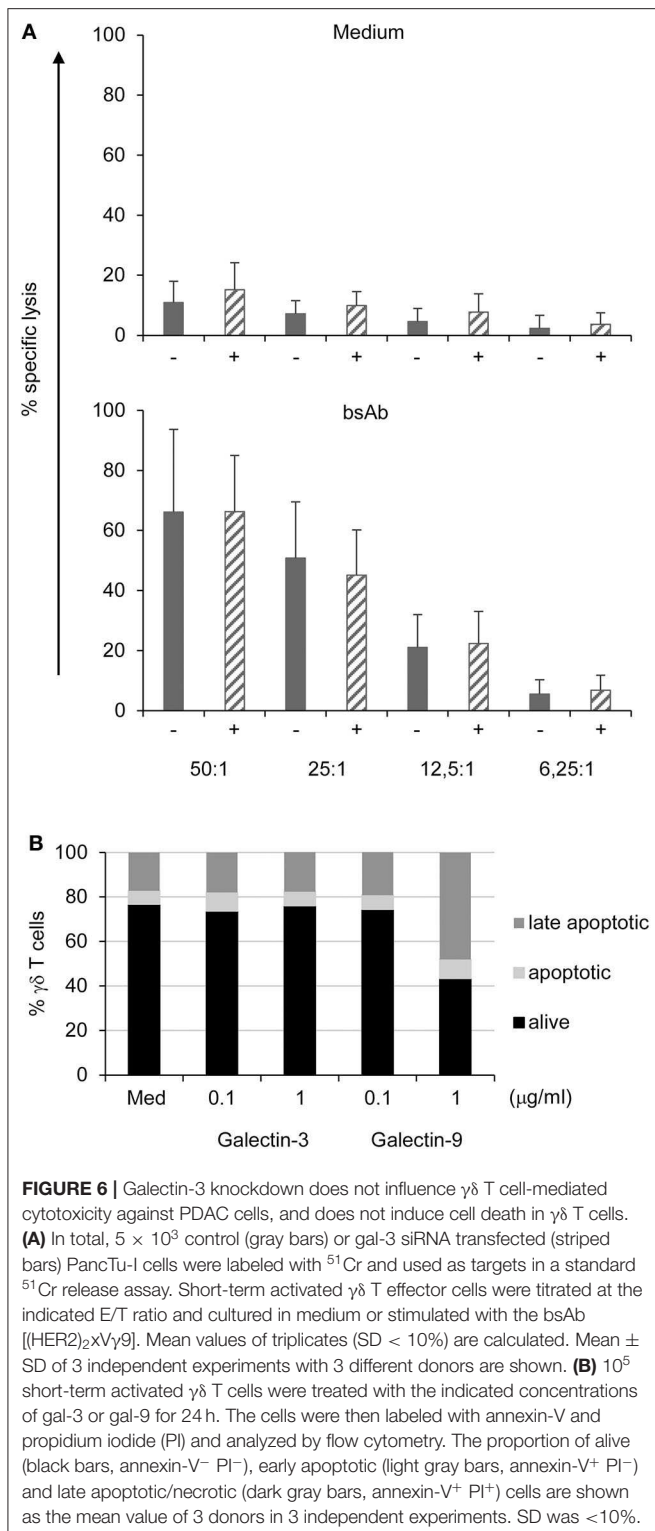 A
Medium
100
80
60
40
20
0
- + - + - + - +
% specific lysis
bsAb
100
80
60
40
20
0
- + - + - + - +
50:1 25:1 12,5:1 6,25:1
B
100
80
60
40
20
0
% γδ T cells
late apoptotic
apoptotic
alive
Med 0.1 1 0.1 1 (μg/ml)
Galectin-3 Galectin-9
FIGURE 6 | Galectin-3 knockdown does not influence γδ T cell-mediated
cytotoxicity against PDAC cells, and does not induce cell death in γδ T cells.
(A) In total, 5 × 10³ control (gray bars) or gal-3 siRNA transfected (striped
bars) PancTu-I cells were labeled with ⁵¹Cr and used as targets in a standard
⁵¹Cr release assay. Short-term activated γδ T effector cells were titrated at the
indicated E/T ratio and cultured in medium or stimulated with the bsAb
[(HER2)₂xVγ9]. Mean values of triplicates (SD < 10%) are calculated. Mean ±
SD of 3 independent experiments with 3 different donors are shown. (B) 10⁵
short-term activated γδ T cells were treated with the indicated concentrations
of gal-3 or gal-9 for 24 h. The cells were then labeled with annexin-V and
propidium iodide (PI) and analyzed by flow cytometry. The proportion of alive
(black bars, annexin-V⁻ PI⁻), early apoptotic (light gray bars, annexin-V⁺ PI⁻)
and late apoptotic/necrotic (dark gray bars, annexin-V⁺ PI⁺) cells are shown
as the mean value of 3 donors in 3 independent experiments. SD was <10%.